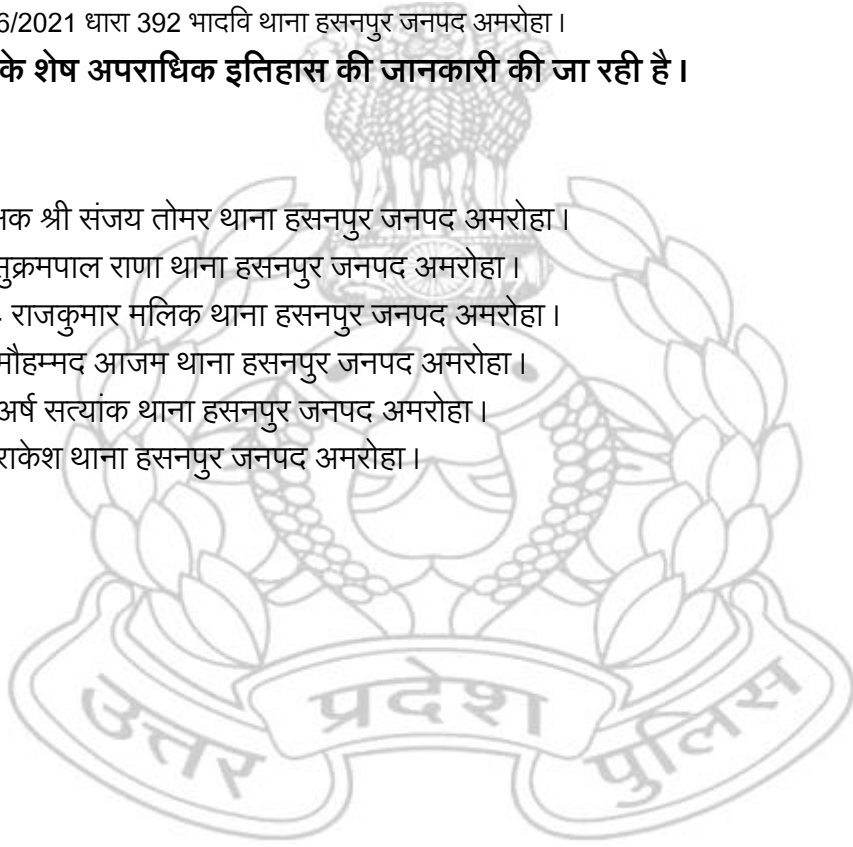 6/2021 धारा 392 भादवि थाना हसनपुर जनपद अमरोहा।
के शेष अपराधिक इतिहास की जानकारी की जा रही है।
श्री संजय तोमर थाना हसनपुर जनपद अमरोहा।
सुक्रमपाल राणा थाना हसनपुर जनपद अमरोहा।
राजकुमार मलिक थाना हसनपुर जनपद अमरोहा।
मौहम्मद आजम थाना हसनपुर जनपद अमरोहा।
अर्ष सत्यांक थाना हसनपुर जनपद अमरोहा।
राकेश थाना हसनपुर जनपद अमरोहा।
उत्तर प्रदेश पुलिस